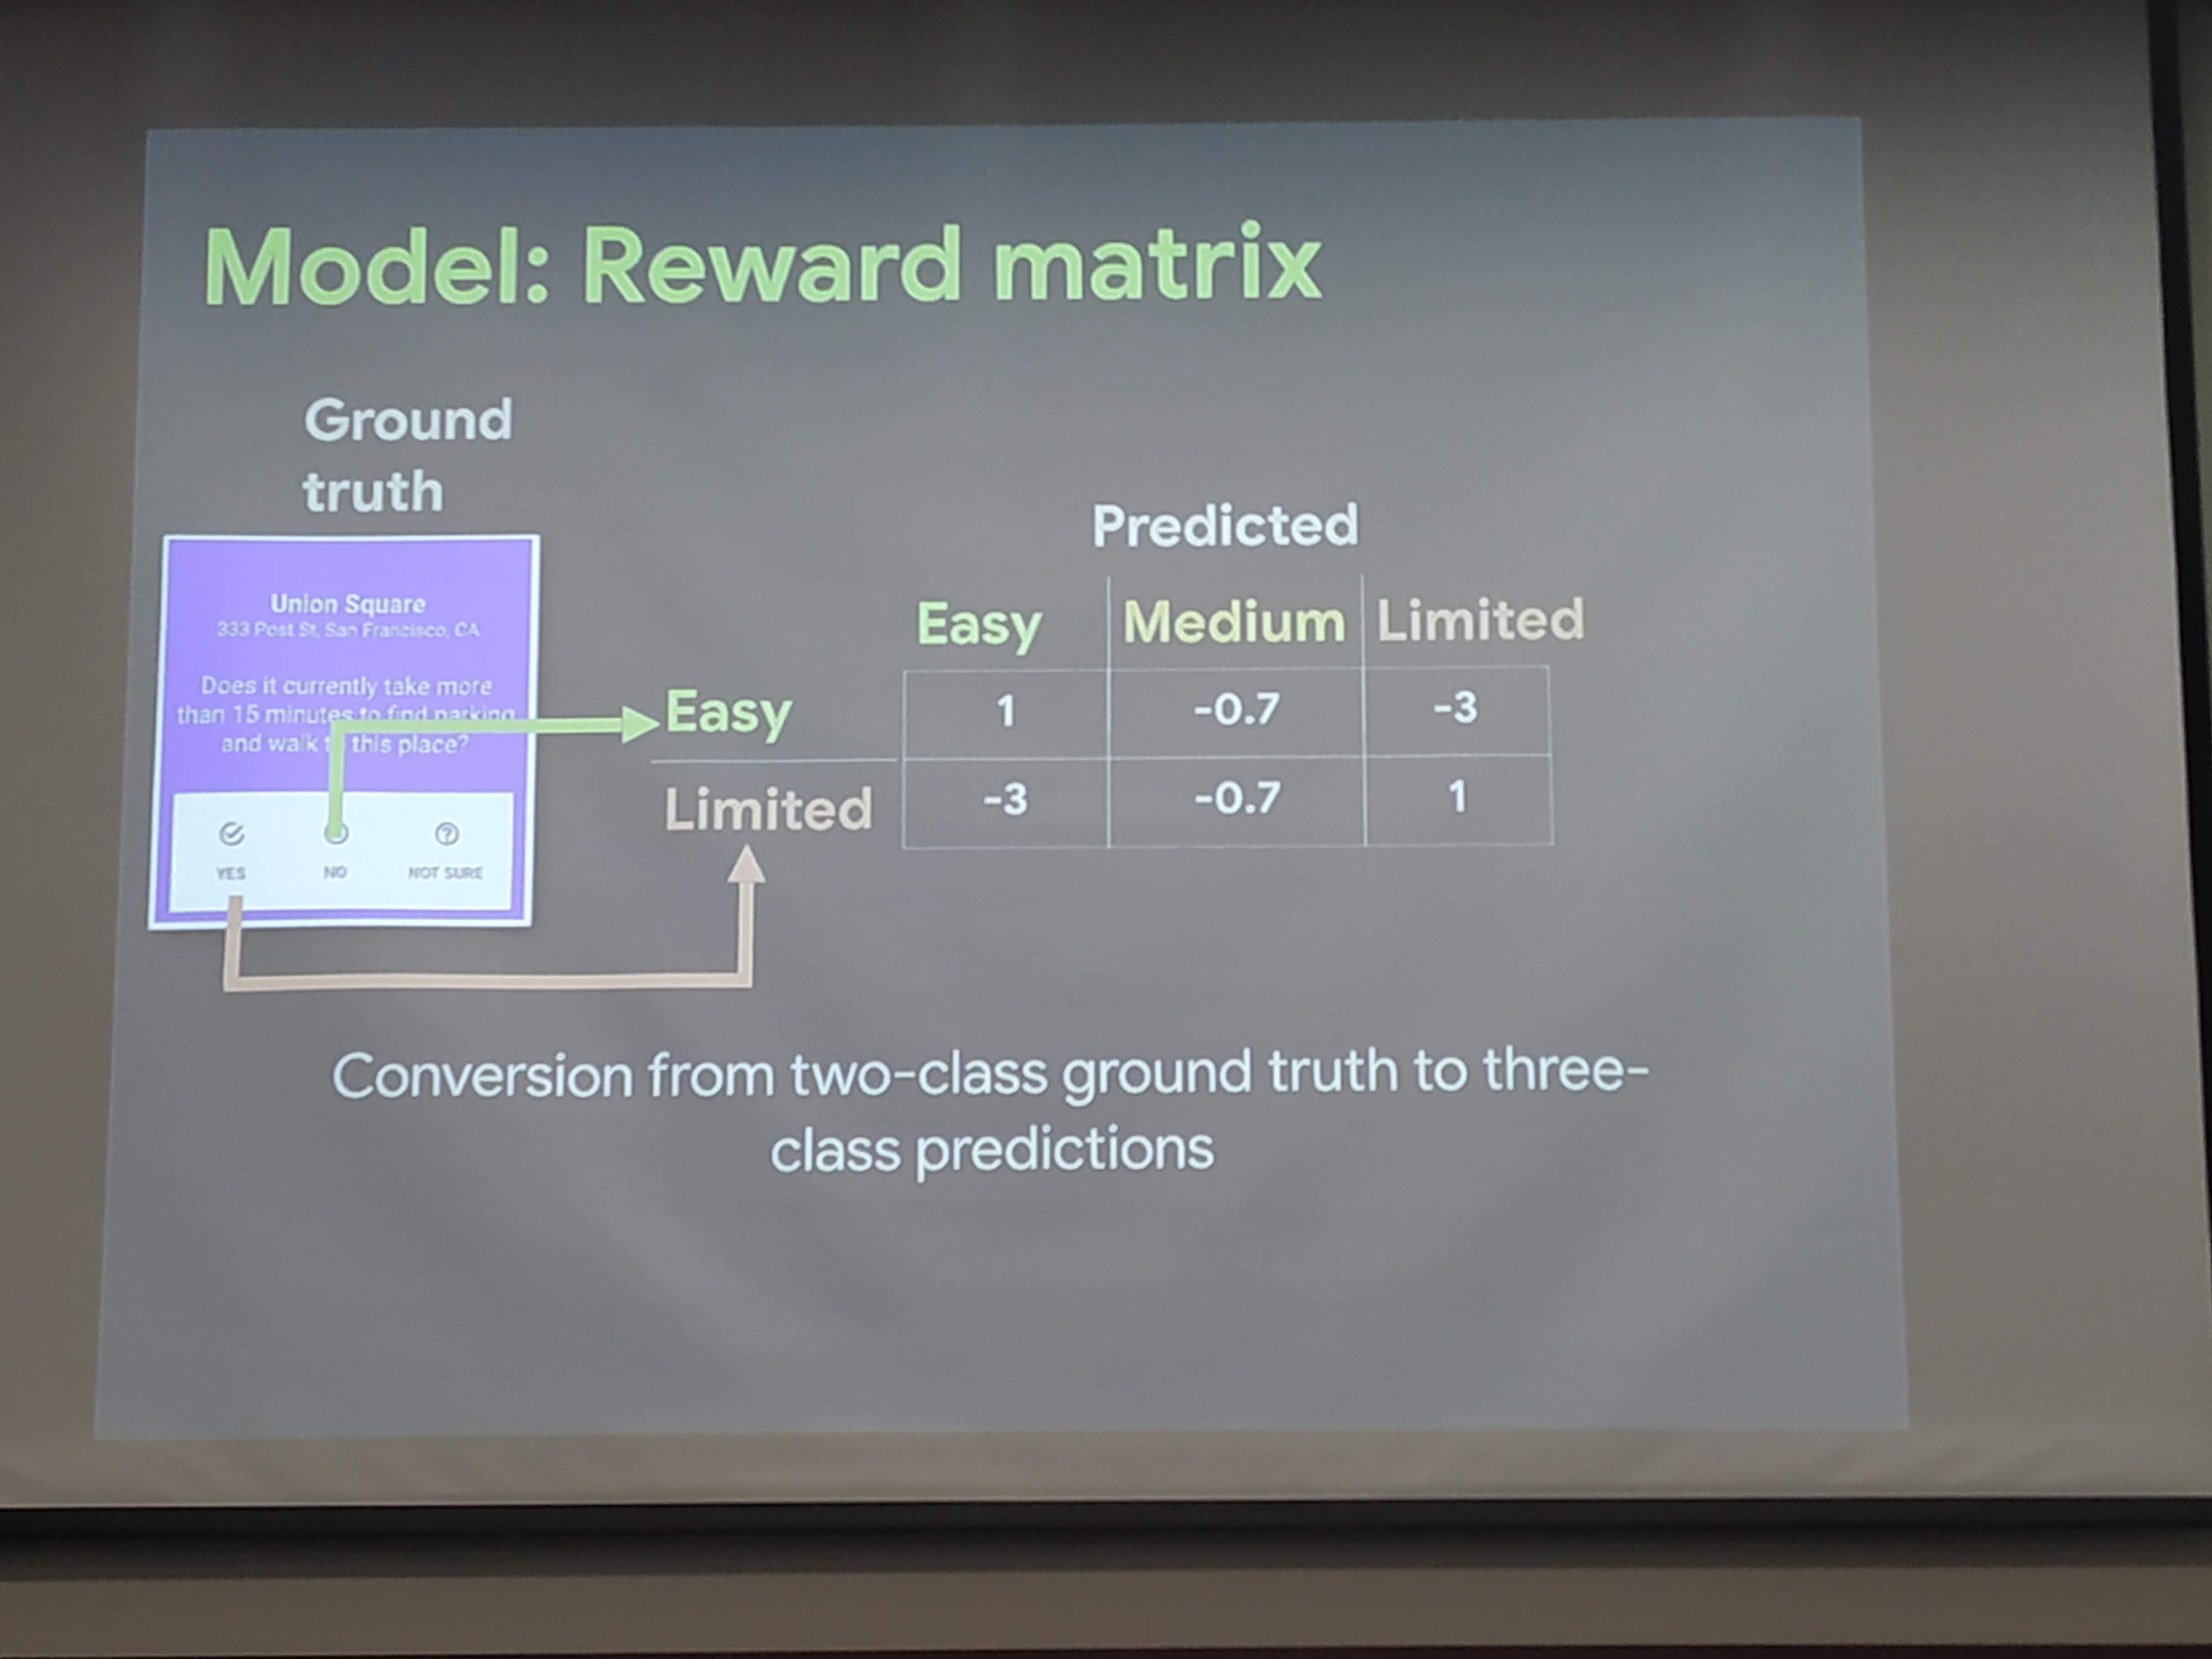 Model: Reward matrix
Ground
truth
Union Square
333 Post St, San Francisco, CA
Does it currently take more
than 15 minutes to find parking
and walk this place?
YES NO NOT SURE
Predicted
Easy Medium Limited
Easy 1 -0.7 -3
Limited -3 -0.7 1
Conversion from two-class ground truth to three-
class predictions